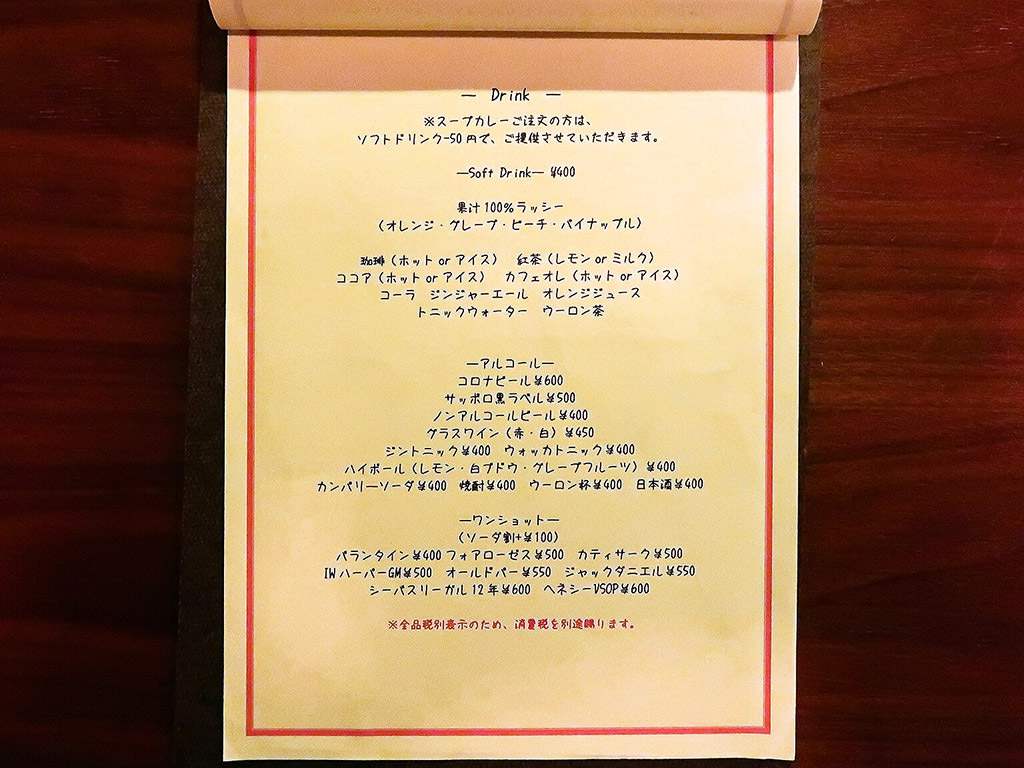 ― Drink ―
※スープカレーご注文の方は、
ソフトドリンク-50円で、ご提供させていただきます。
―Soft Drink― ¥400
果汁100%ラッシー
（オレンジ・グレープ・ピーチ・パイナップル）
珈琲（ホット or アイス）　紅茶（レモン or ミルク）
ココア（ホット or アイス）　カフェオレ（ホット or アイス）
コーラ　ジンジャーエール　オレンジジュース
トニックウォーター　ウーロン茶
―アルコール―
コロナビール¥600
サッポロ黒ラベル¥500
ノンアルコールビール¥400
グラスワイン（赤・白）¥450
ジントニック¥400　ウォッカトニック¥400
ハイボール（レモン・白ブドウ・グレープフルーツ）¥400
カンパリーソーダ¥400　焼酎¥400　ウーロン杯¥400　日本酒¥400
―ワンショット―
（ソーダ割+¥100）
バランタイン¥400 フォアローゼス¥500　カティサーク¥500
IWハーパーGM¥500　オールドパー¥550　ジャックダニエル¥550
シーバスリーガル12年¥600　ヘネシーVSOP¥600
※全品税別表示のため、消費税を別途賜ります。